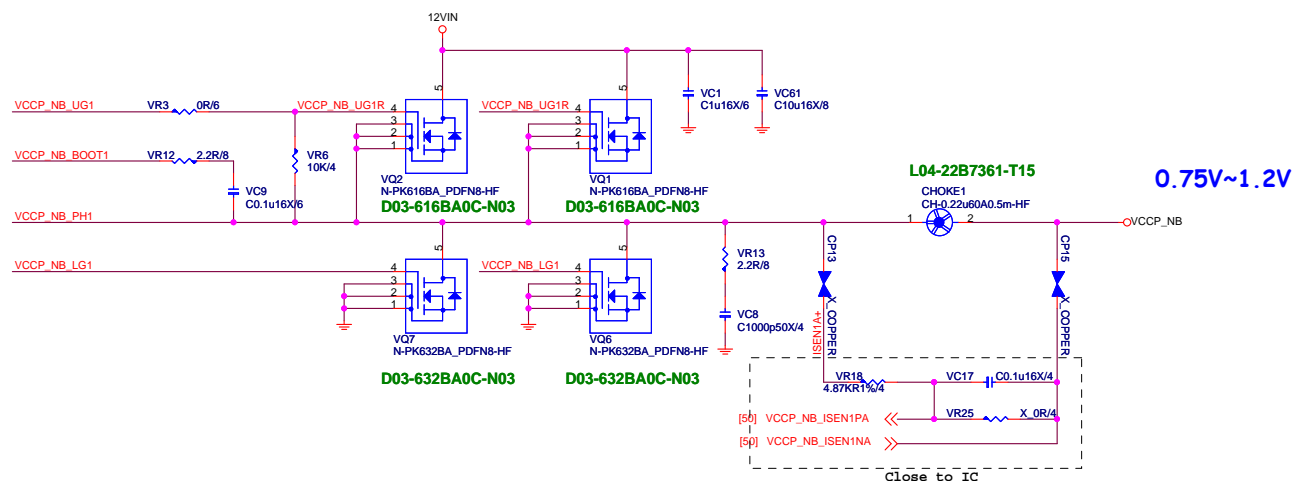 12VIN
VCCP_NB_UG1 VR3 0R/6 VCCP_NB_UG1R 4 3 2 1 5 VCCP_NB_UG1R 4 3 2 1 5
VC1
C1u16X/6
VC61
C10u16X/8
VCCP_NB_BOOT1 VR12 2.2R/8
VR6
10K/4
VC9
C0.1u16X/6
VQ2
N-PK616BA_PDFN8-HF
D03-616BA0C-N03
VQ1
N-PK616BA_PDFN8-HF
D03-616BA0C-N03
L04-22B7361-T15
CHOKE1
CH-0.22u60A0.5m-HF
0.75V~1.2V
VCCP_NB_PH1 1 2 VCCP_NB
VCCP_NB_LG1 4 3 2 1 5 VCCP_NB_LG1 4 3 2 1 5
VR13
2.2R/8
VC8
C1000p50X/4
CP13
X_COPPER
ISEN1A+
CP15
X_COPPER
VQ7
N-PK632BA_PDFN8-HF
D03-632BA0C-N03
VQ6
N-PK632BA_PDFN8-HF
D03-632BA0C-N03
VR18
4.87KR1%/4
VC17 C0.1u16X/4
[50] VCCP_NB_ISEN1PA VR25 X_0R/4
[50] VCCP_NB_ISEN1NA
Close to IC